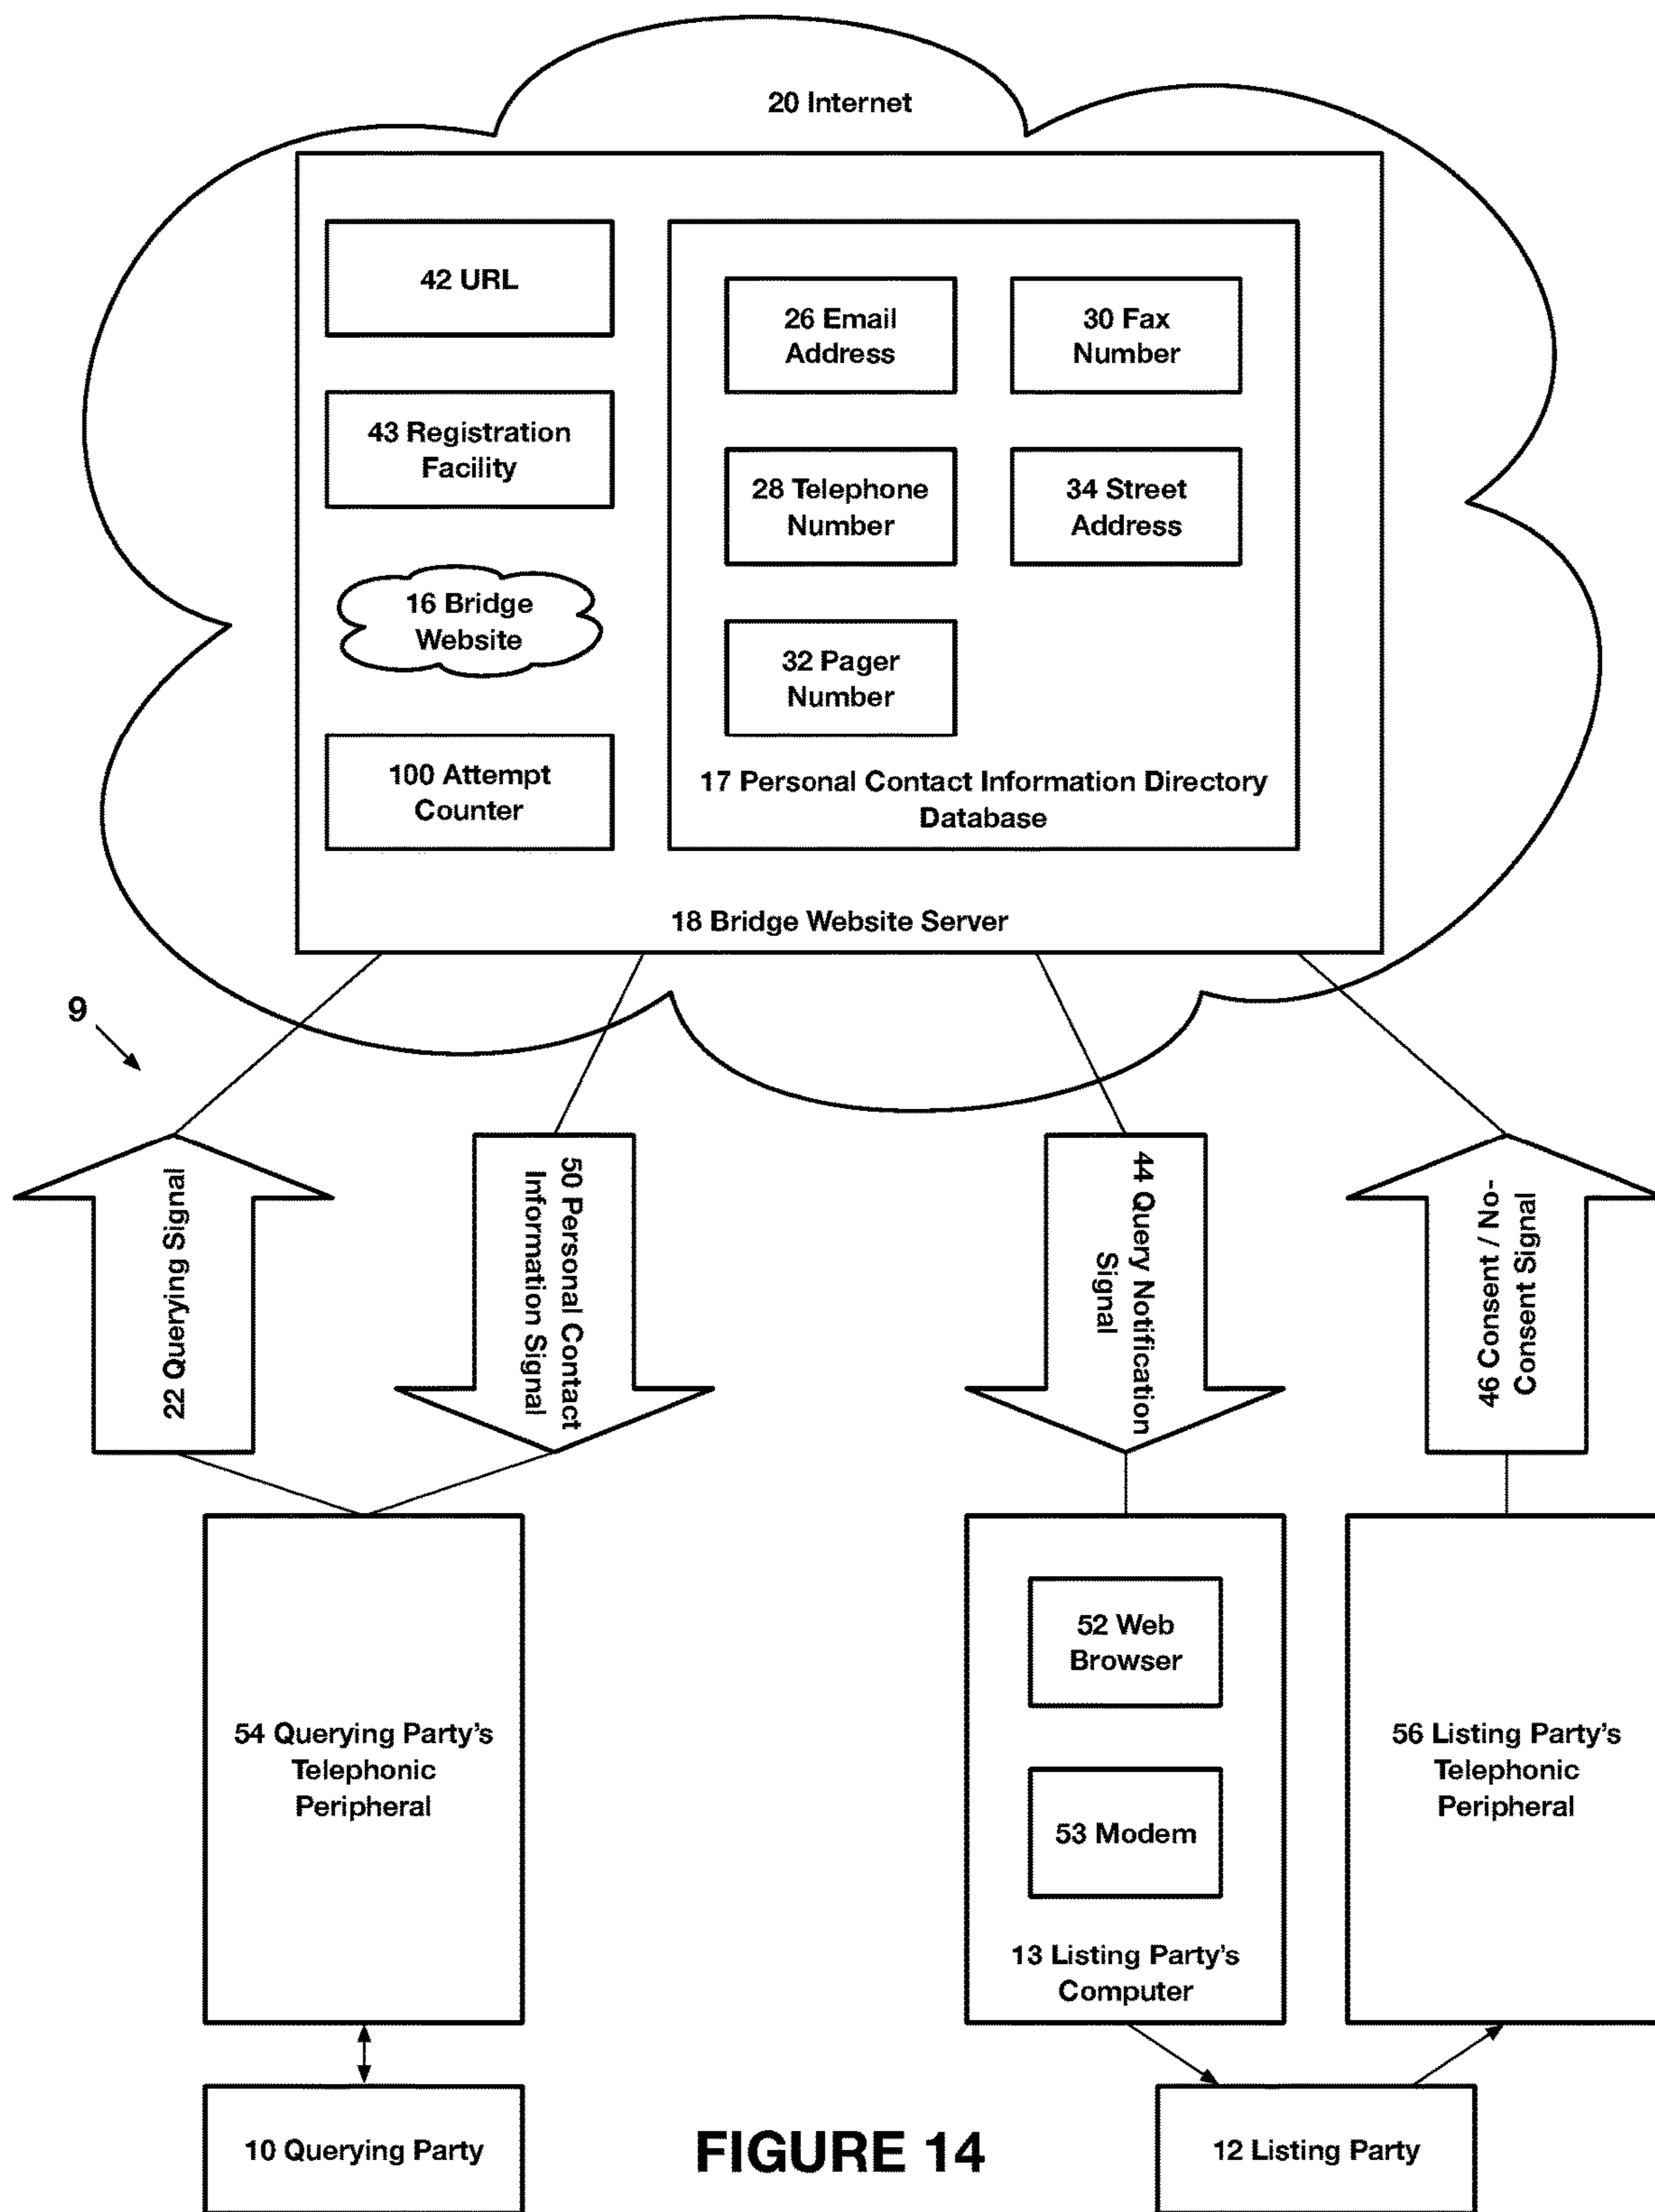 20 Internet
42 URL
43 Registration
Facility
16 Bridge
Website
100 Attempt
Counter
26 Email
Address
30 Fax
Number
28 Telephone
Number
34 Street
Address
32 Pager
Number
17 Personal Contact Information Directory
Database
18 Bridge Website Server
9
22 Querying Signal
50 Personal Contact
Information Signal
44 Query Notification
Signal
46 Consent / No-
Consent Signal
54 Querying Party's
Telephonic
Peripheral
52 Web
Browser
53 Modem
13 Listing Party's
Computer
56 Listing Party's
Telephonic
Peripheral
10 Querying Party
FIGURE 14
12 Listing Party